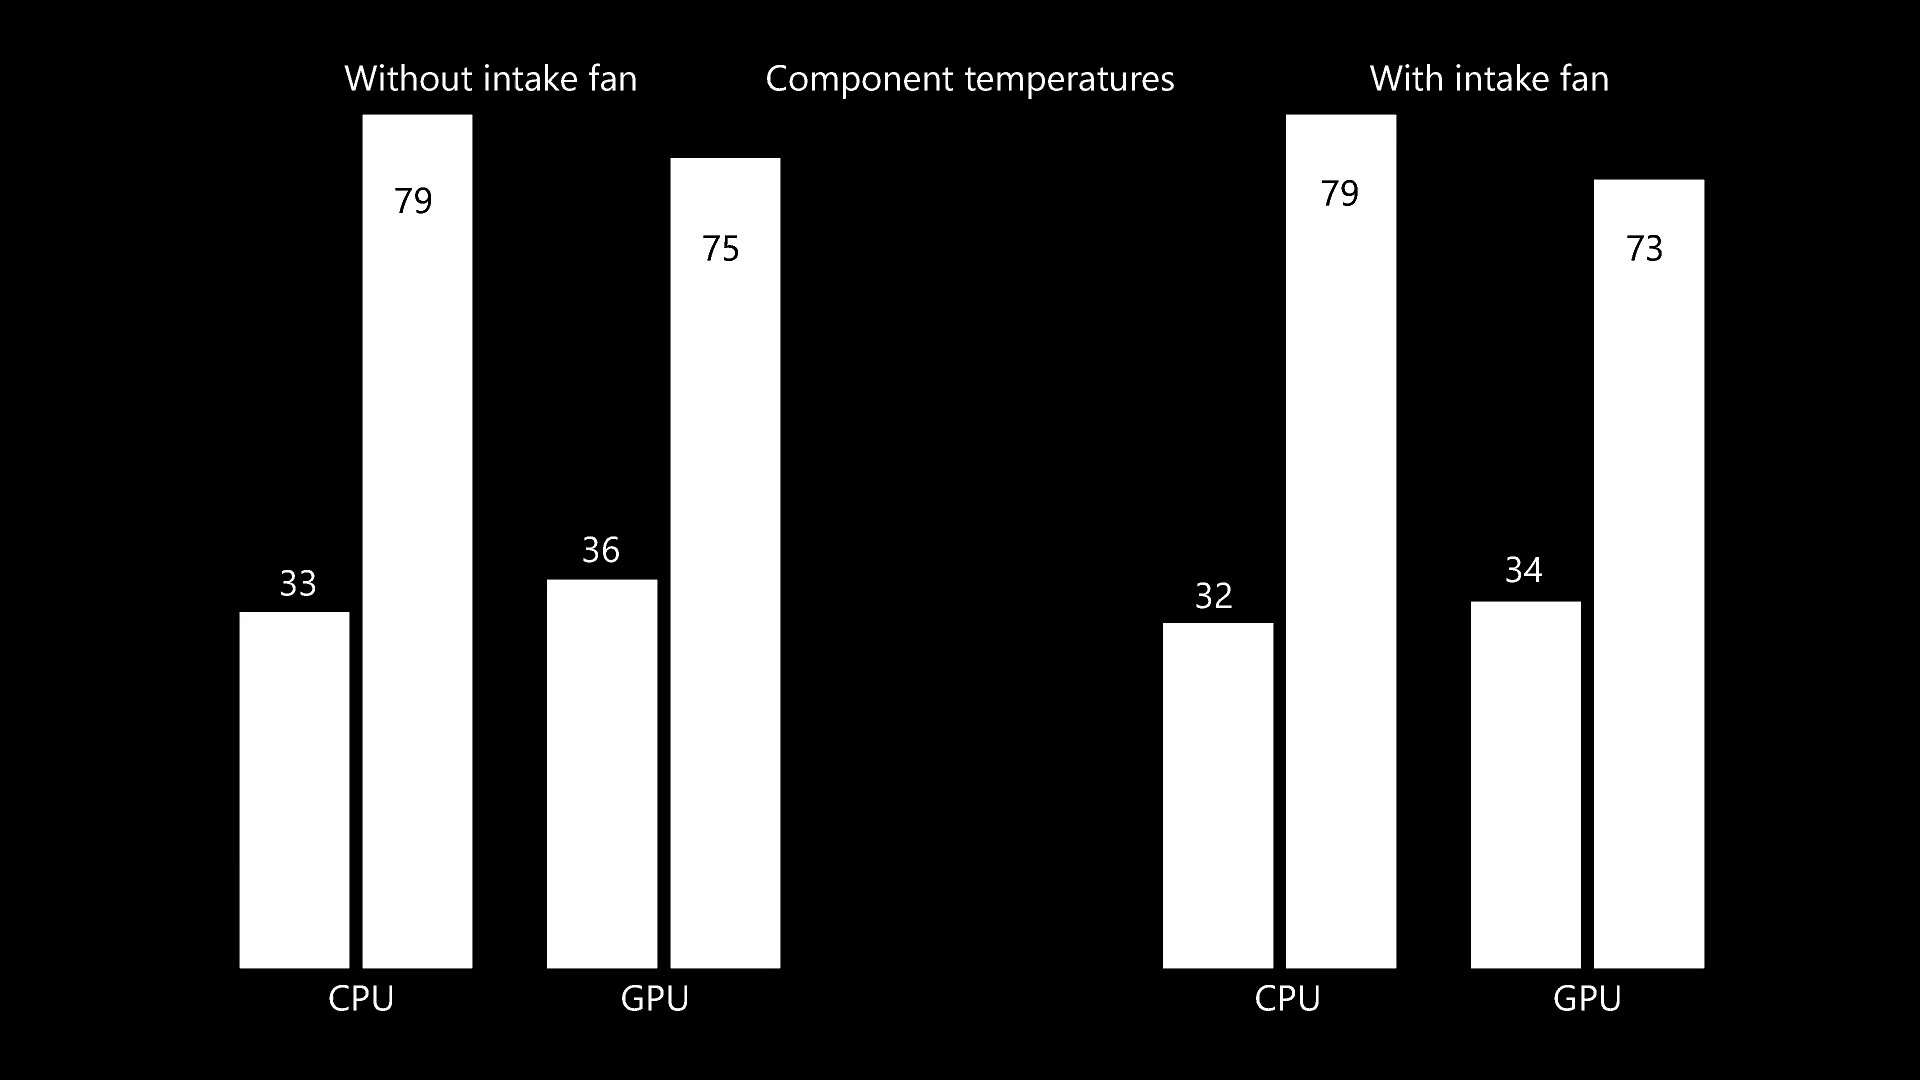 Without intake fan
Component temperatures
With intake fan
79
75
33
36
CPU
GPU
79
73
32
34
CPU
GPU